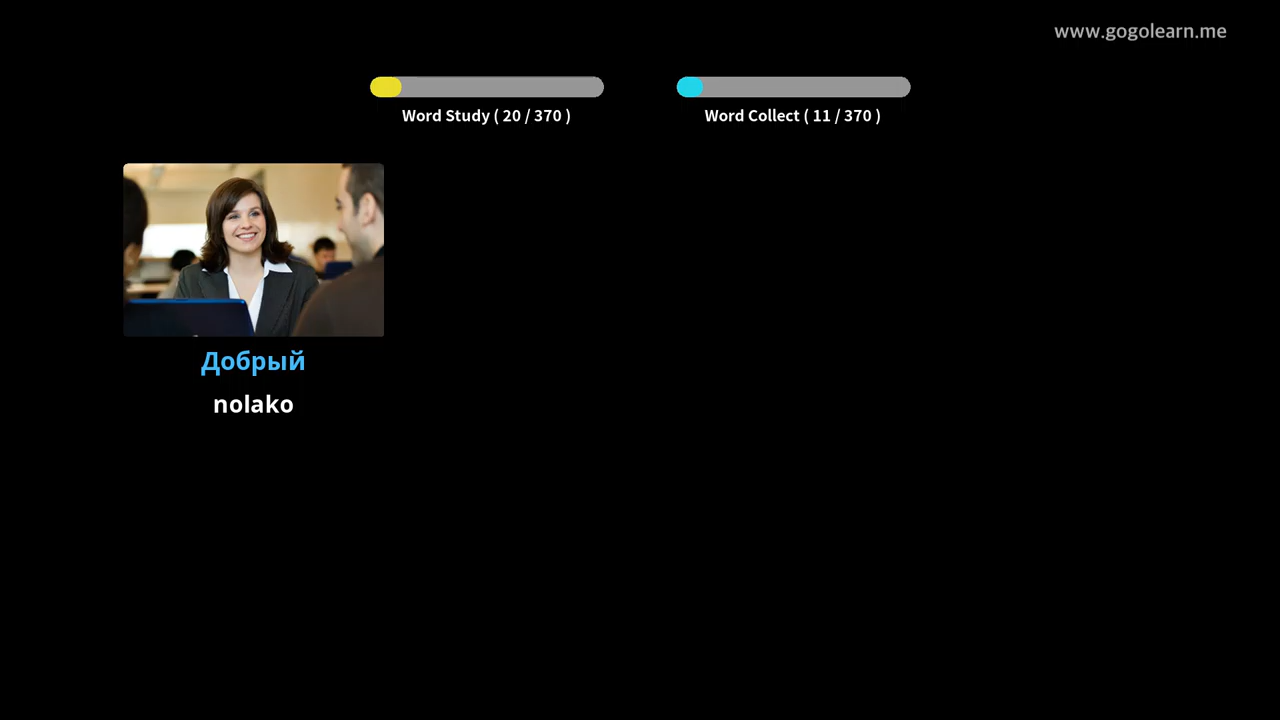 www.gogolearn.me
Word Study ( 20 / 370 )
Word Collect ( 11 / 370 )
Добрый
nolako